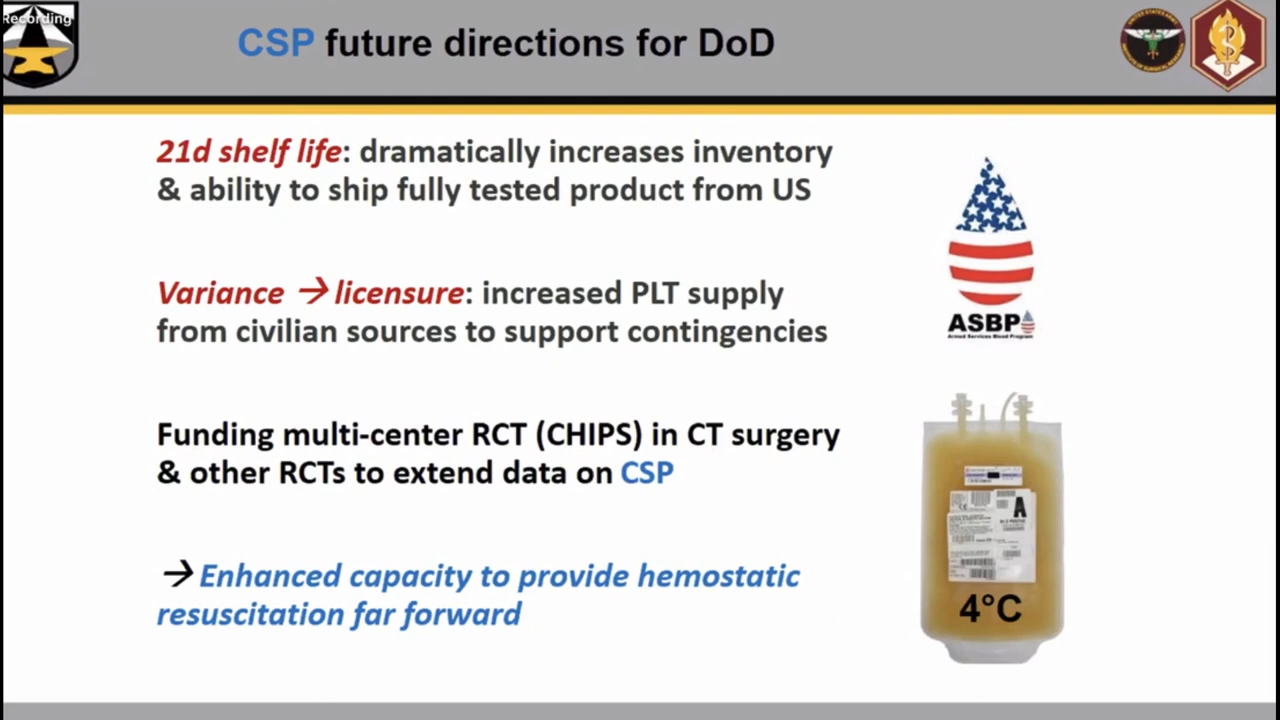 Recording
CSP future directions for DoD
21d shelf life: dramatically increases inventory
& ability to ship fully tested product from US
Variance → licensure: increased PLT supply
from civilian sources to support contingencies
ASBP
Armed Services Blood Program
Funding multi-center RCT (CHIPS) in CT surgery
& other RCTs to extend data on CSP
A
→ Enhanced capacity to provide hemostatic
resuscitation far forward
4°C